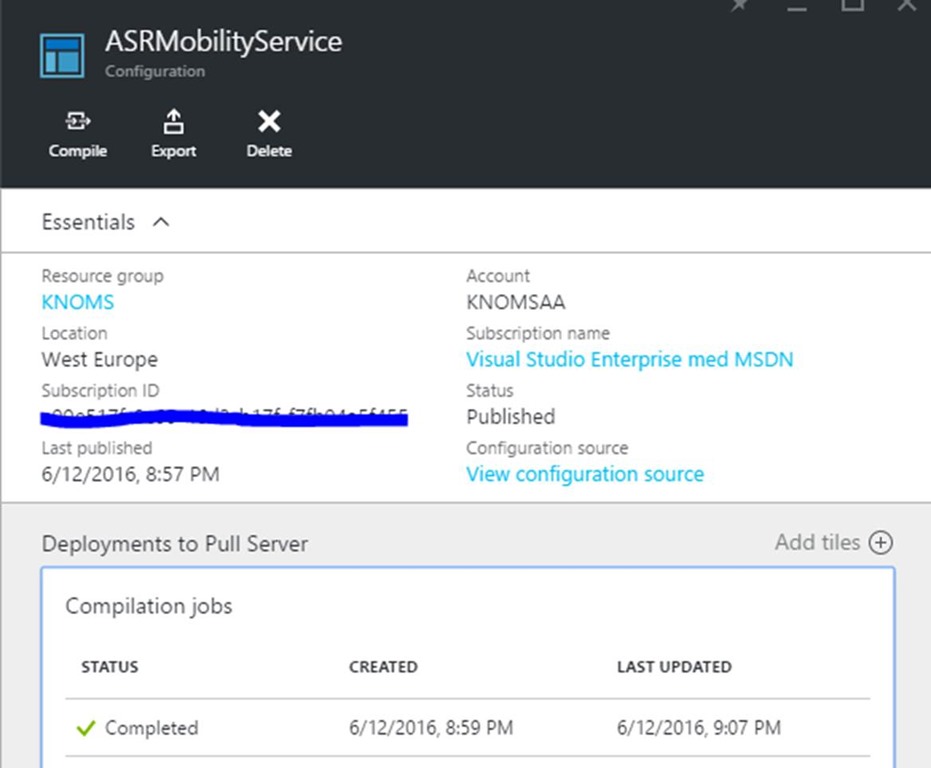 ASRMobilityService
Configuration
Compile Export Delete
Essentials
Resource group
KNOMS
Location
West Europe
Subscription ID
Last published
6/12/2016, 8:57 PM
Account
KNOMSAA
Subscription name
Visual Studio Enterprise med MSDN
Status
Published
Configuration source
View configuration source
Deployments to Pull Server
Add tiles
Compilation jobs
STATUS CREATED LAST UPDATED
Completed 6/12/2016, 8:59 PM 6/12/2016, 9:07 PM